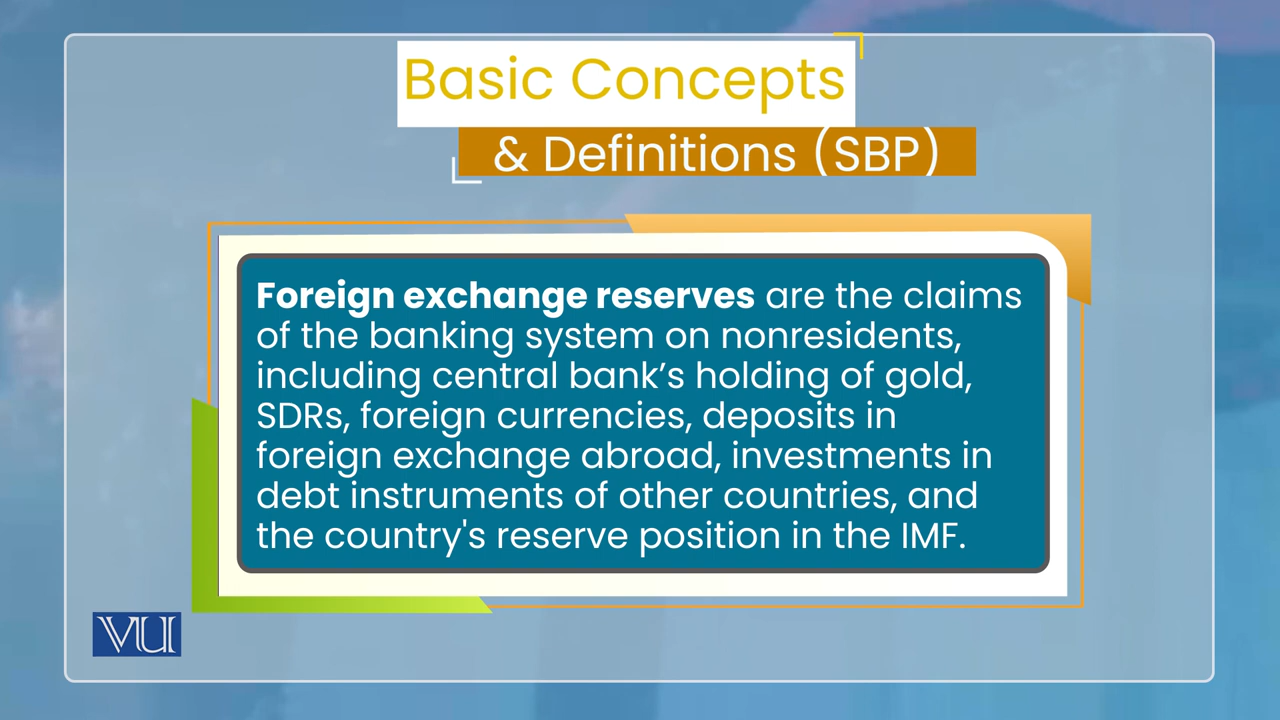 Basic Concepts
& Definitions (SBP)
Foreign exchange reserves are the claims
of the banking system on nonresidents,
including central bank’s holding of gold,
SDRs, foreign currencies, deposits in
foreign exchange abroad, investments in
debt instruments of other countries, and
the country's reserve position in the IMF.
VU